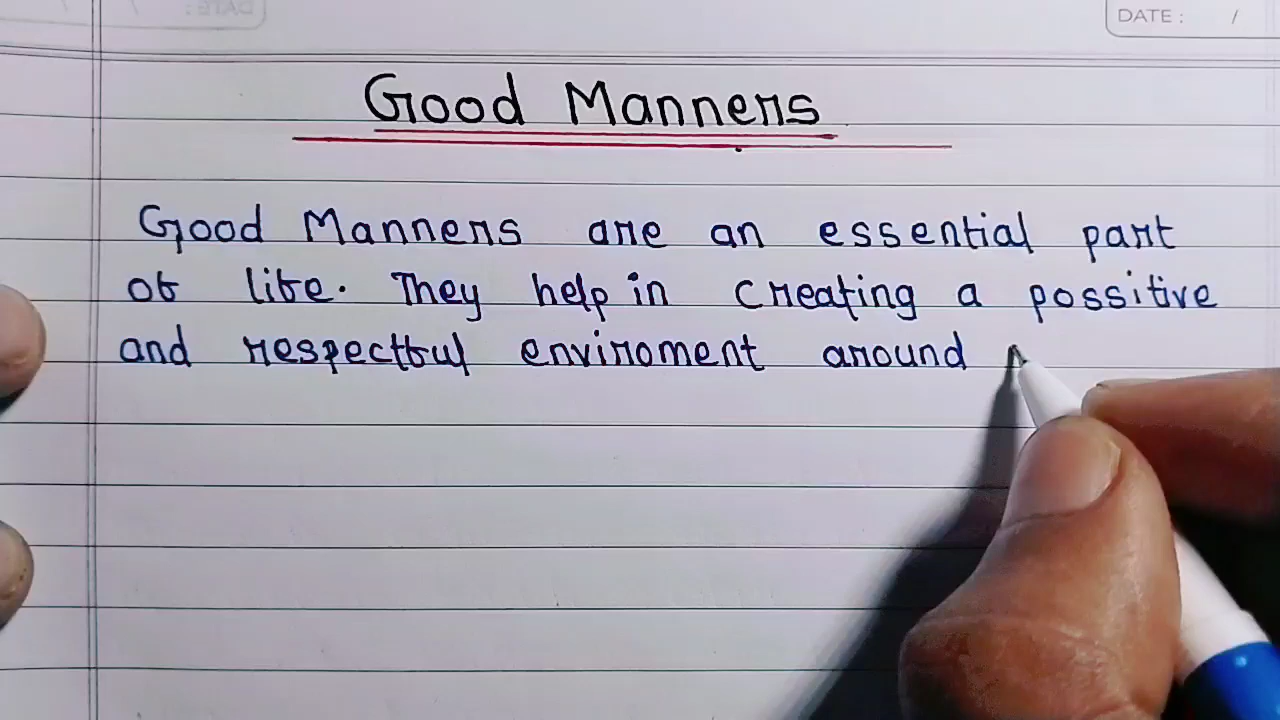 DATE : /
Good Manners
Good Manners are an essential part
of life. They help in creating a possitive
and respectful enviroment around